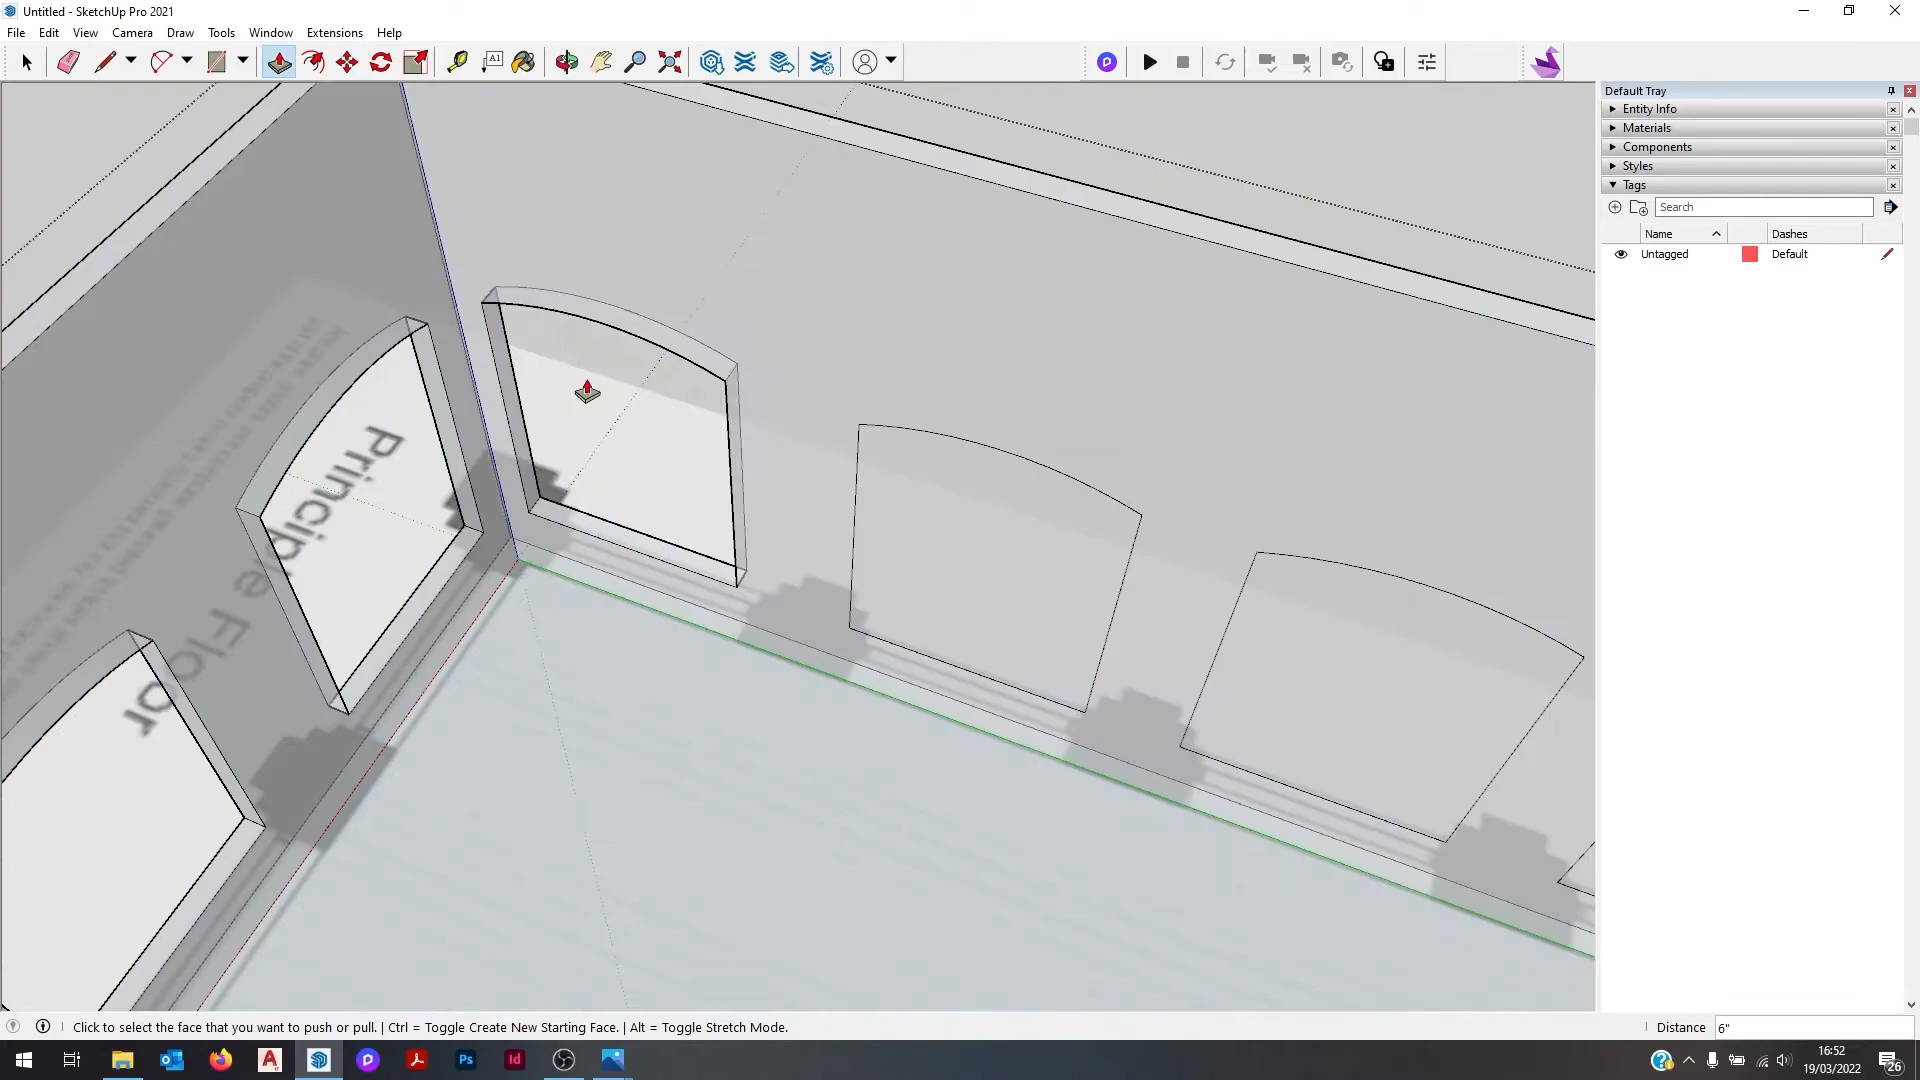 Untitled - SketchUp Pro 2021
File Edit View Camera Draw Tools Window Extensions Help
A1
Default Tray
Entity Info
Materials
Components
Styles
Tags
Search
Name Dashes
Untagged Default
Principle Floor
Click to select the face that you want to push or pull. | Ctrl = Toggle Create New Starting Face. | Alt = Toggle Stretch Mode.
Distance 6"
Ps
Id
16:52
19/03/2022
26